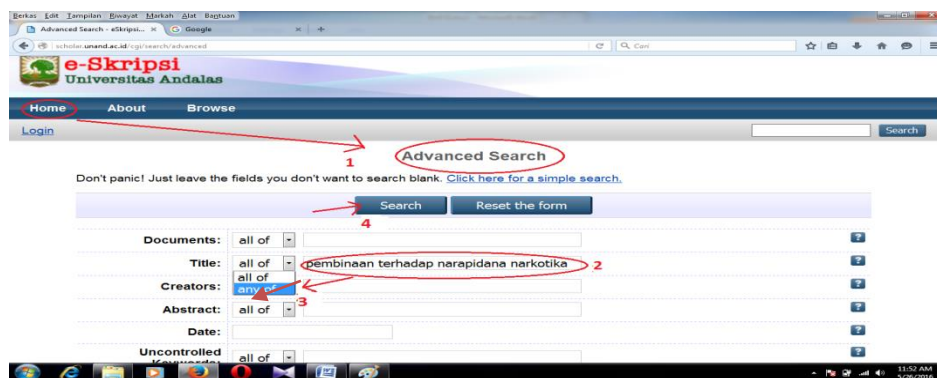 Berkas Edit Tampilan Riwayat Markah Alat Bantuan
Advanced Search - eSkripsi... × G Google × +
scholar.unand.ac.id/cgi/search/advanced Cari
e-Skripsi
Universitas Andalas
Home About Browse
Login Search
1 Advanced Search
Don't panic! Just leave the fields you don't want to search blank. Click here for a simple search.
Search Reset the form
4
Documents: all of ?
Title: all of pembinaan terhadap narapidana narkotika 2 ?
all of
Creators: any of ?
3
Abstract: all of ?
Date: ?
Uncontrolled
Keywords: all of ?
11:52 AM
5/26/2016